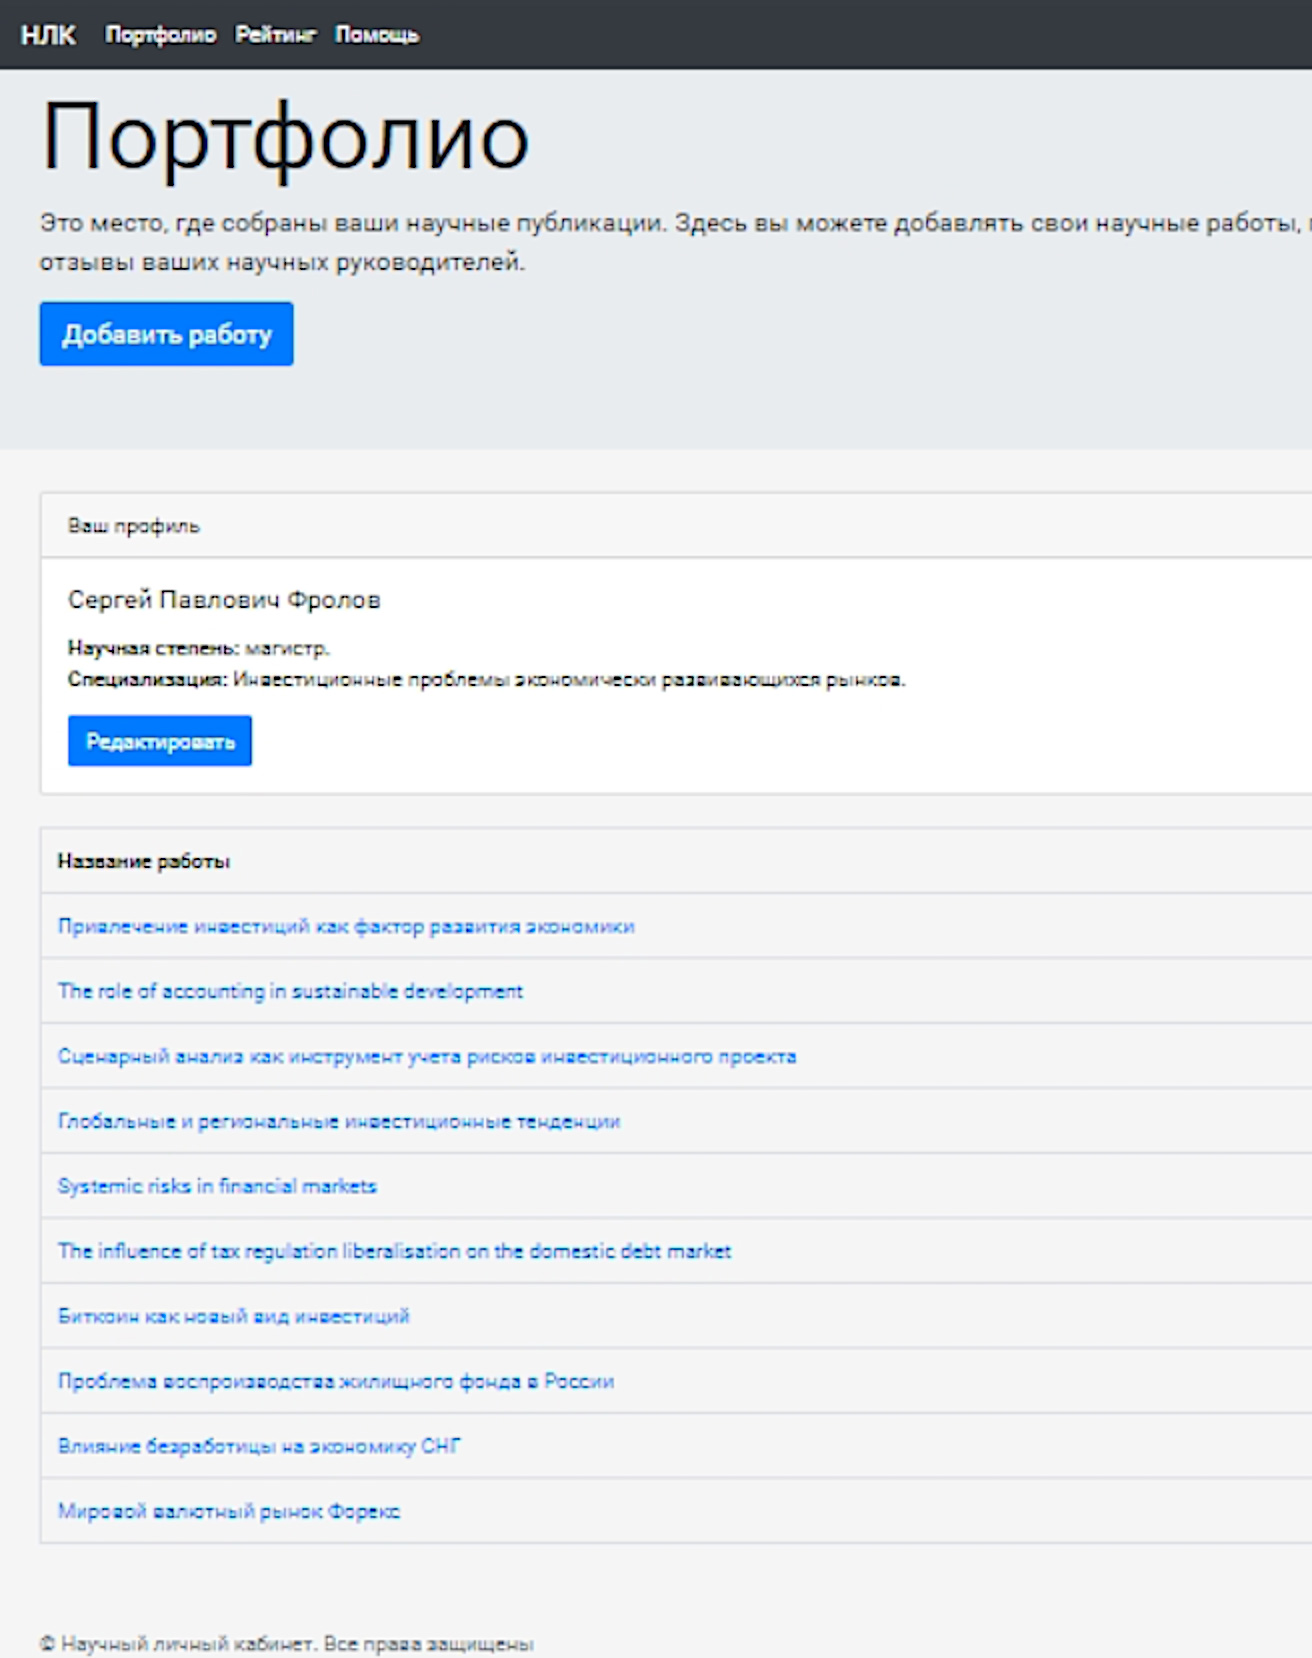 НЛК Портфолио Рейтинг Помощь
Портфолио
Это место, где собраны ваши научные публикации. Здесь вы можете добавлять свои научные работы,
отзывы ваших научных руководителей.
Добавить работу
Ваш профиль
Сергей Павлович Фролов
Научная степень: магистр.
Специализация: Инвестиционные проблемы экономически развивающихся рынков.
Редактировать
Название работы
Привлечение инвестиций как фактор развития экономики
The role of accounting in sustainable development
Сценарный анализ как инструмент учета рисков инвестиционного проекта
Глобальные и региональные инвестиционные тенденции
Systemic risks in financial markets
The influence of tax regulation liberalisation on the domestic debt market
Биткоин как новый вид инвестиций
Проблема воспроизводства жилищного фонда в России
Влияние безработицы на экономику СНГ
Мировой валютный рынок Форекс
© Научный личный кабинет. Все права защищены